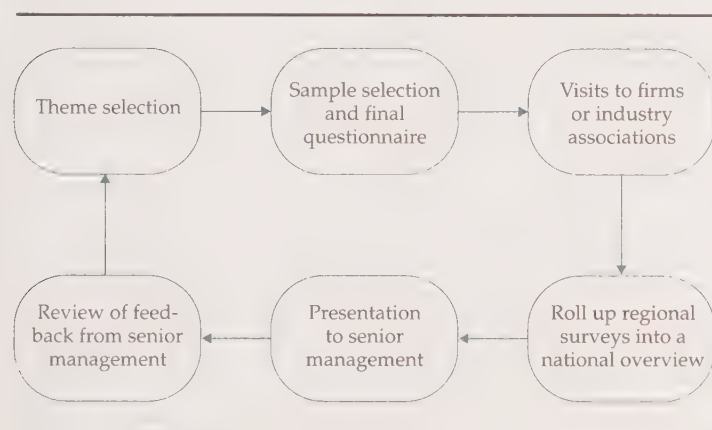 Theme selection
Sample selection
and final
questionnaire
Visits to firms
or industry
associations
Review of feed-
back from senior
management
Presentation
to senior
management
Roll up regional
surveys into a
national overview